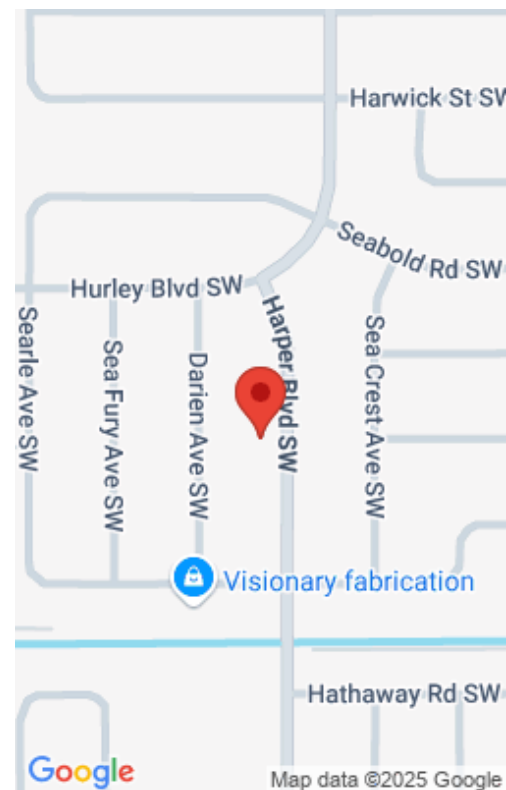 Harwick St SW
Seabold Rd SW
Hurley Blvd SW
Harper Blvd SW
Searle Ave SW
Sea Fury Ave SW
Darien Ave SW
Sea Crest Ave SW
Visionary fabrication
Hathaway Rd SW
Google
Map data ©2025 Google